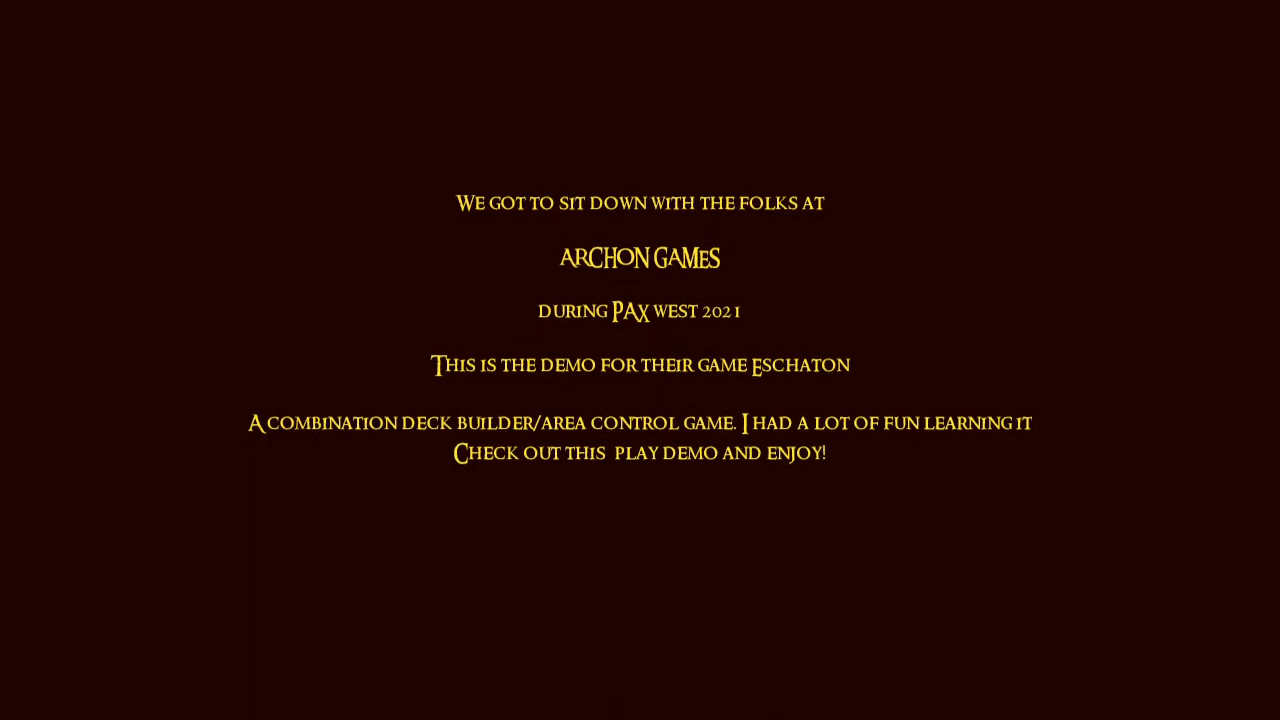 We got to sit down with the folks at
ARCHON GAMES
during PAX west 2021
This is the demo for their game Eschaton
A combination deck builder/area control game. I had a lot of fun learning it
Check out this  play demo and enjoy!